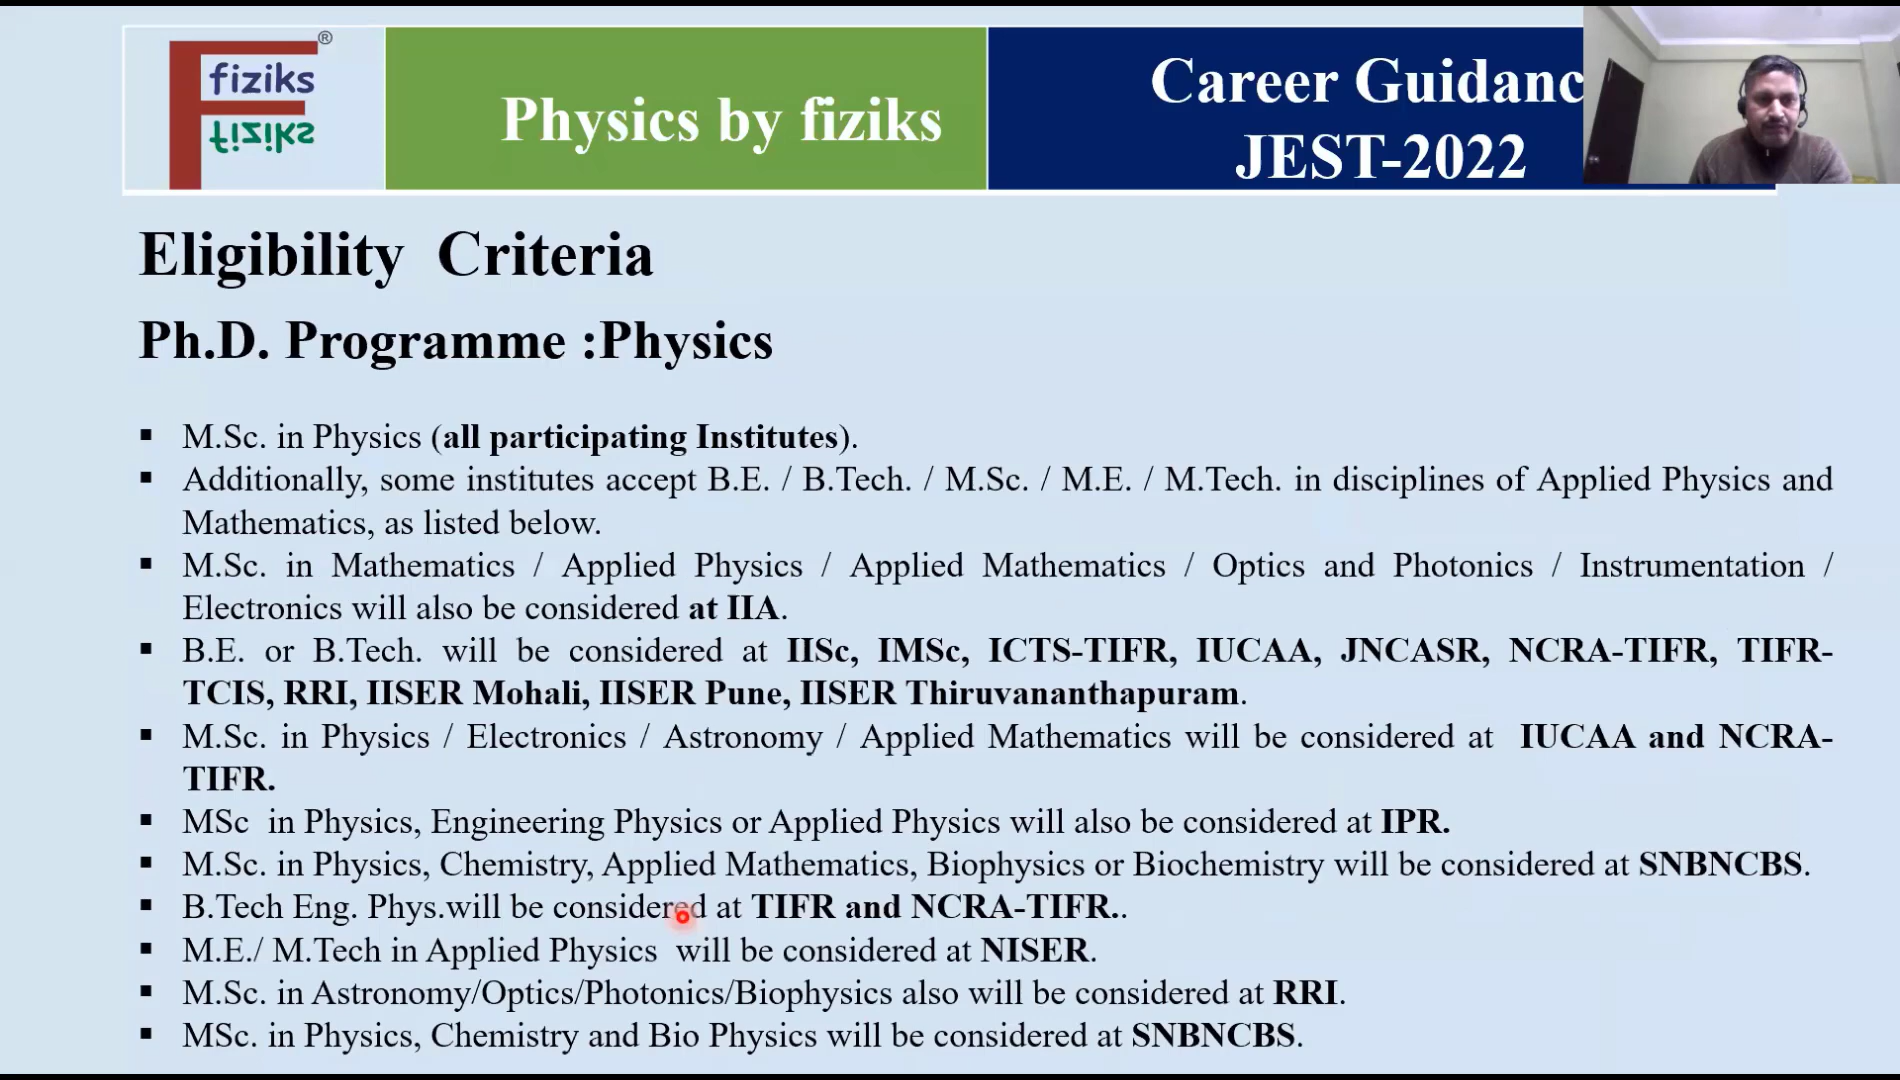 fiziks ®
fiziks
Physics by fiziks
Career Guidanc
JEST-2022
Eligibility Criteria
Ph.D. Programme :Physics
▪ M.Sc. in Physics (all participating Institutes).
▪ Additionally, some institutes accept B.E. / B.Tech. / M.Sc. / M.E. / M.Tech. in disciplines of Applied Physics and
Mathematics, as listed below.
▪ M.Sc. in Mathematics / Applied Physics / Applied Mathematics / Optics and Photonics / Instrumentation /
Electronics will also be considered at IIA.
▪ B.E. or B.Tech. will be considered at IISc, IMSc, ICTS-TIFR, IUCAA, JNCASR, NCRA-TIFR, TIFR-
TCIS, RRI, IISER Mohali, IISER Pune, IISER Thiruvananthapuram.
▪ M.Sc. in Physics / Electronics / Astronomy / Applied Mathematics will be considered at IUCAA and NCRA-
TIFR.
▪ MSc in Physics, Engineering Physics or Applied Physics will also be considered at IPR.
▪ M.Sc. in Physics, Chemistry, Applied Mathematics, Biophysics or Biochemistry will be considered at SNBNCBS.
▪ B.Tech Eng. Phys.will be considered at TIFR and NCRA-TIFR..
▪ M.E./ M.Tech in Applied Physics will be considered at NISER.
▪ M.Sc. in Astronomy/Optics/Photonics/Biophysics also will be considered at RRI.
▪ MSc. in Physics, Chemistry and Bio Physics will be considered at SNBNCBS.